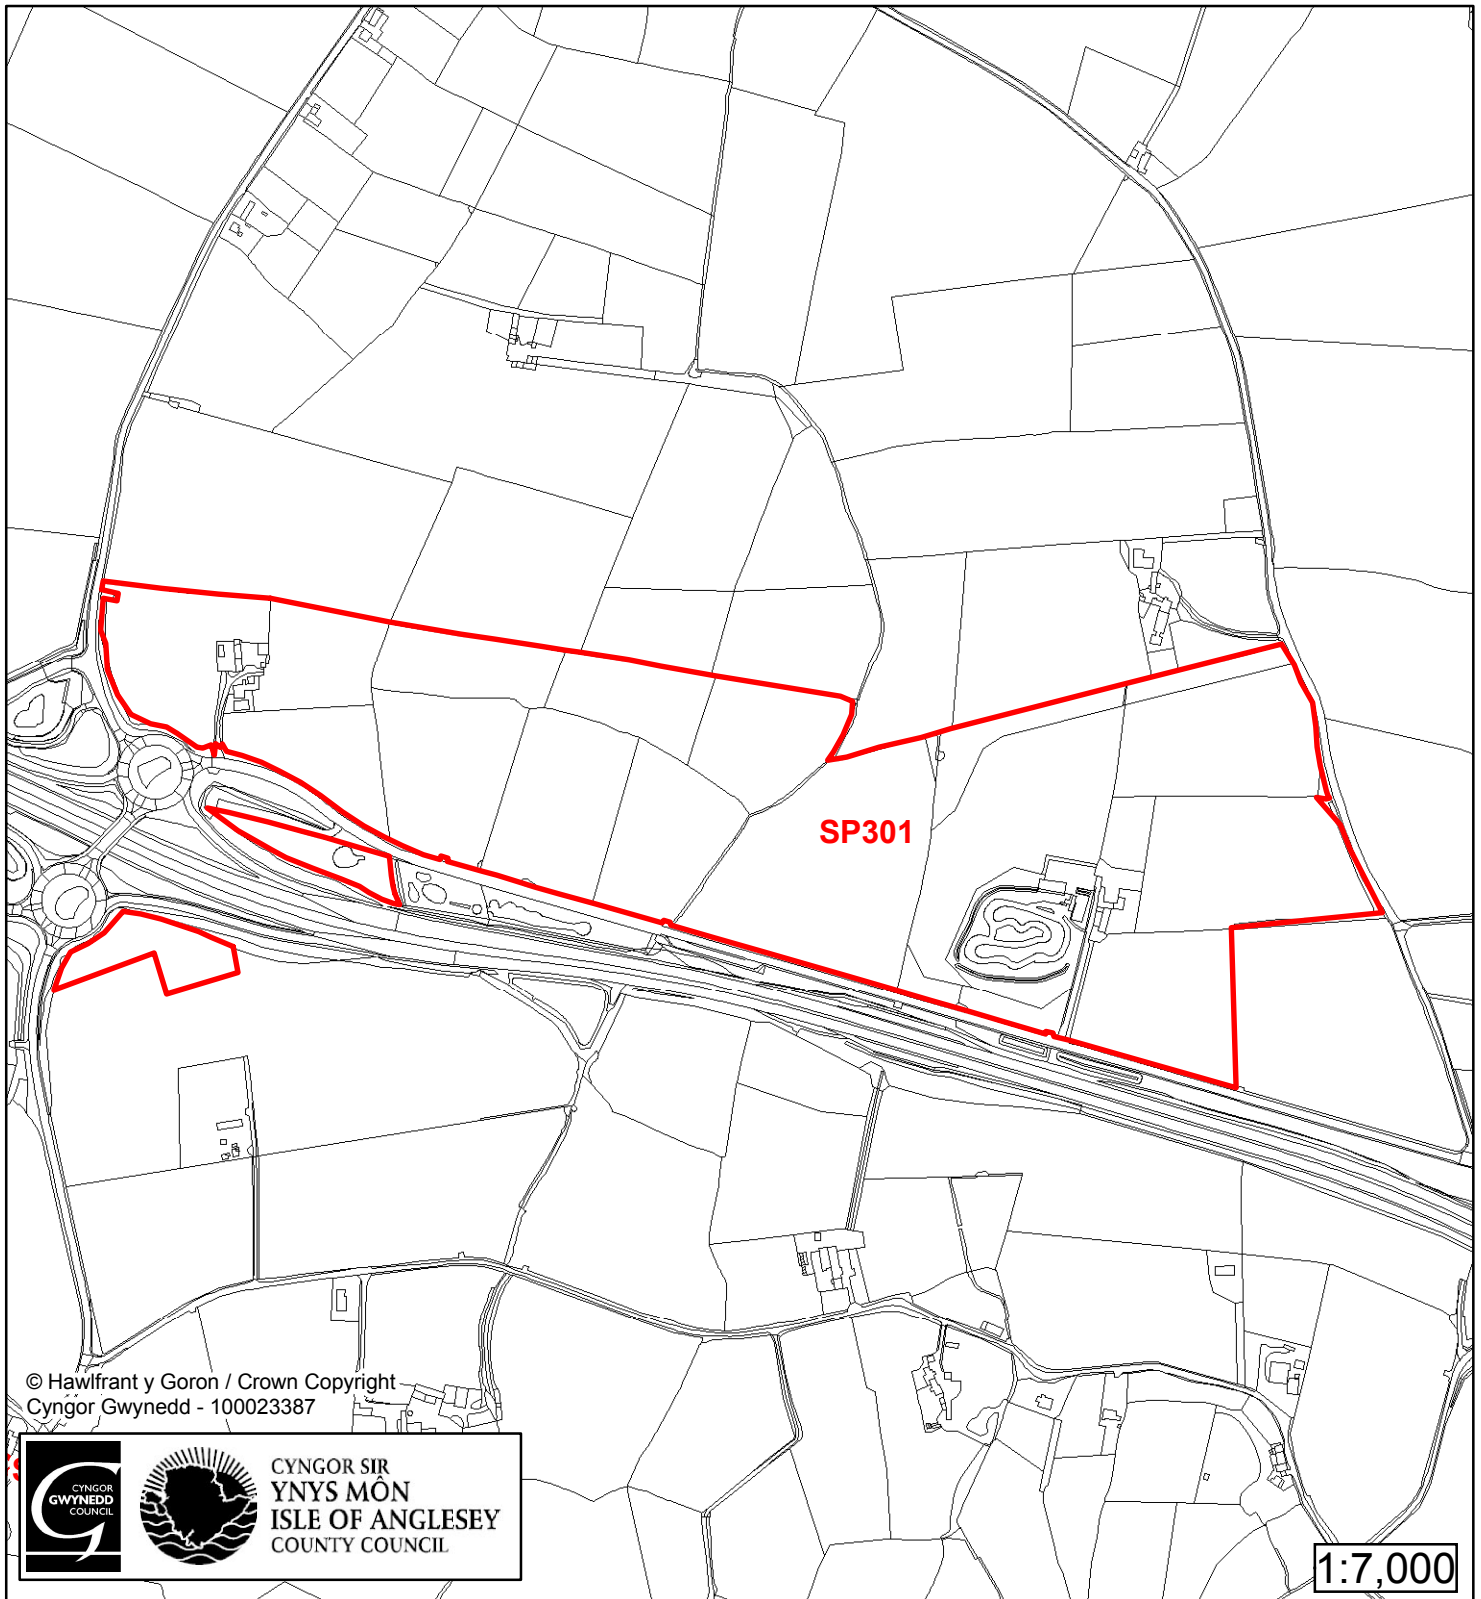 SP301
© Hawlfrant y Goron / Crown Copyright
Cyngor Gwynedd - 100023387
CYNGOR
GWYNEDD
COUNCIL
CYNGOR SIR
YNYS MÔN
ISLE OF ANGLESEY
COUNTY COUNCIL
1:7,000